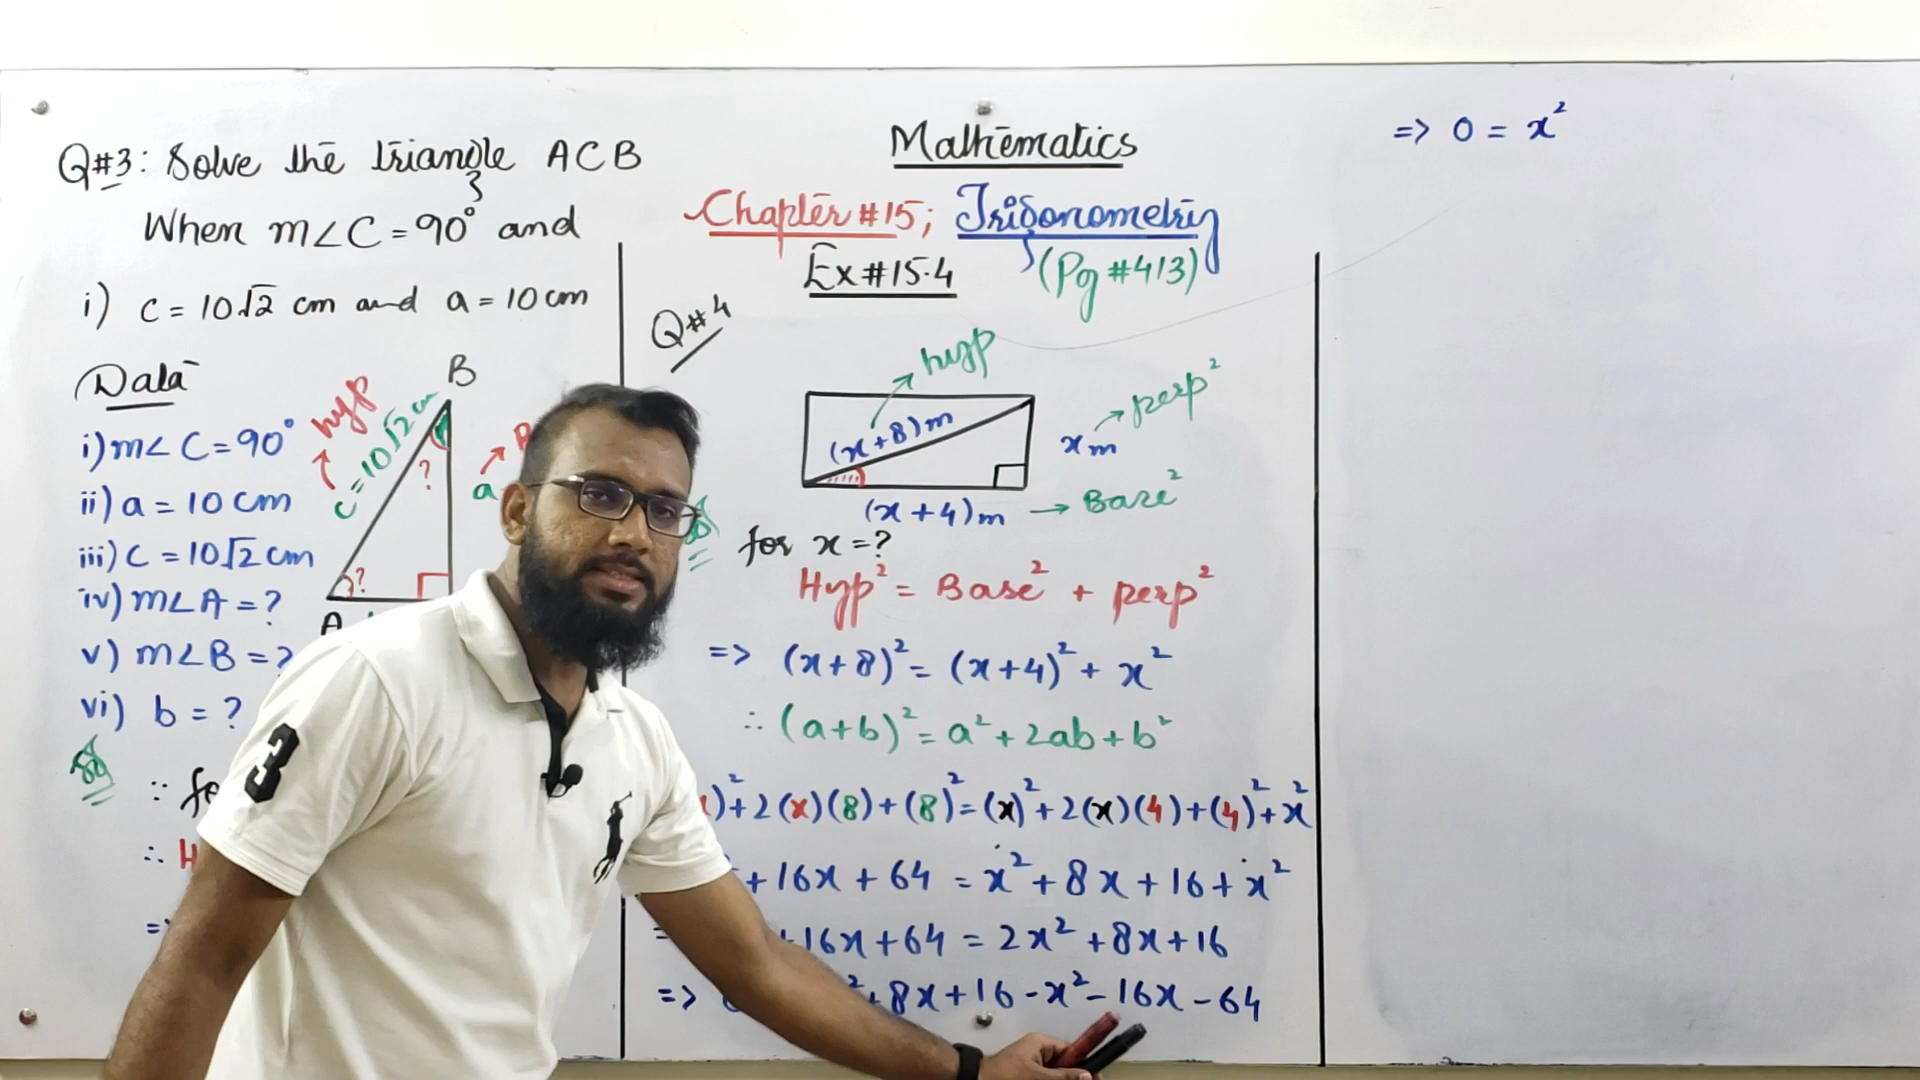 Q#3: Solve the triangle ACB
When m∠C = 90° and
i) c = 10√2 cm and a = 10 cm
Data
i) m∠ C = 90°
ii) a = 10 cm
iii) C = 10√2 cm
iv) m∠A = ?
v) m∠B = ?
vi) b = ?
B
hyp
c = 10√2 cm
?
a
?
A
∵ fo
∴ H
=>
3
Mathematics
Chapter #15; Trigonometry
Ex #15.4
(Pg #413)
Q#4
hyp
(x+8)m
x m → perp²
(x+4)m → Base²
for x = ?
Hyp² = Base² + perp²
=> (x+8)² = (x+4)² + x²
∴ (a+b)² = a² + 2ab + b²
)² + 2(x)(8) + (8)² = (x)² + 2(x)(4) + (4)² + x²
+ 16x + 64 = x² + 8x + 16 + x²
+ 16x + 64 = 2x² + 8x + 16
=> ² + 8x + 16 - x² - 16x - 64
=> 0 = x²